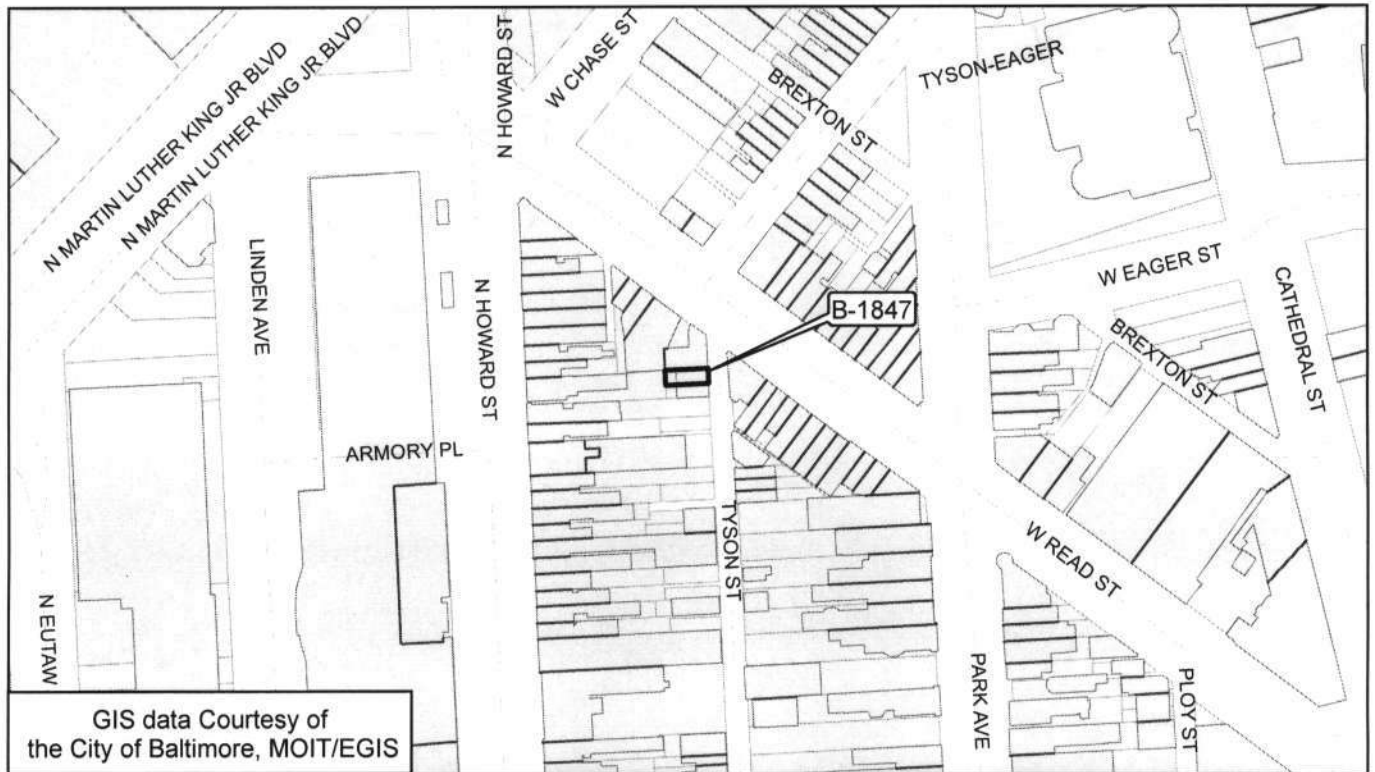 N MARTIN LUTHER KING JR BLVD
N MARTIN LUTHER KING JR BLVD
N HOWARD ST
W CHASE ST
BREXTON ST
TYSON-EAGER
LINDEN AVE
N HOWARD ST
B-1847
W EAGER ST
CATHEDRAL ST
BREXTON ST
ARMORY PL
TYSON ST
W READ ST
N EUTAW
PARK AVE
PLOY ST
GIS data Courtesy of
the City of Baltimore, MOIT/EGIS